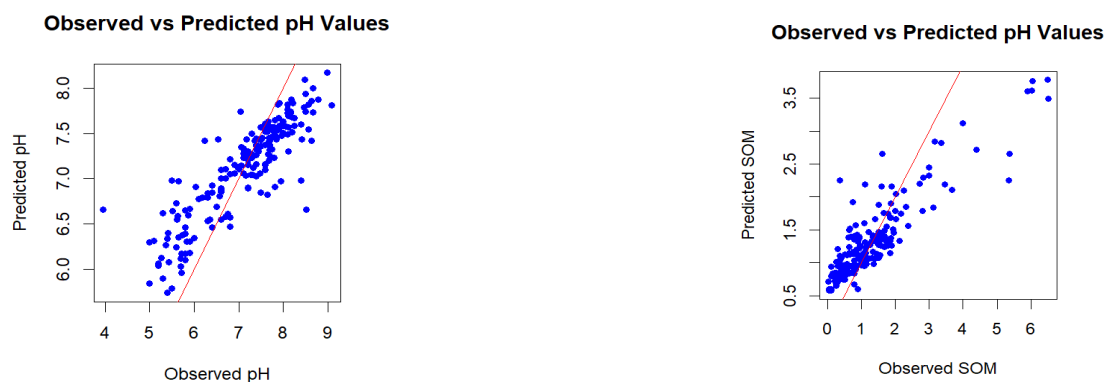 Observed vs Predicted pH Values
Predicted pH
8.0
7.5
7.0
6.5
6.0
4 5 6 7 8 9
Observed pH
Observed vs Predicted pH Values
Predicted SOM
3.5
2.5
1.5
0.5
0 1 2 3 4 5 6
Observed SOM